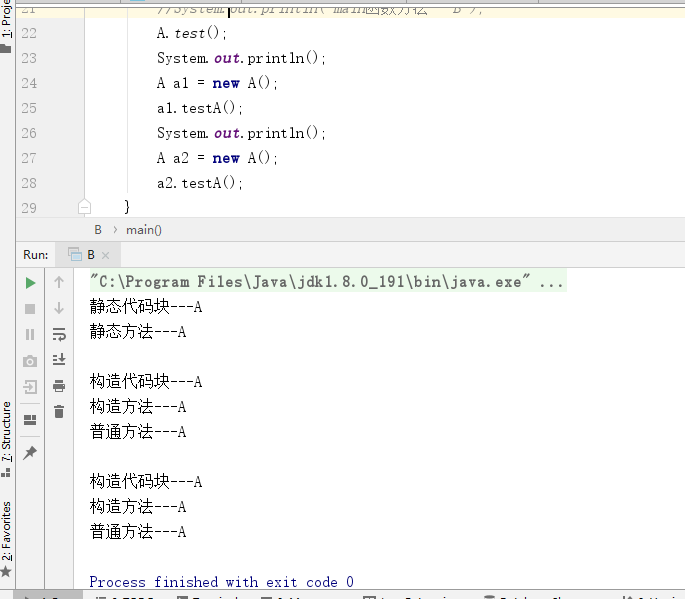 1: Proje
21 //System.out.println("main函数方法---B");
22 A.test();
23 System.out.println();
24 A a1 = new A();
25 a1.testA();
26 System.out.println();
27 A a2 = new A();
28 a2.testA();
29 }
B › main()
Run: B ×
"C:\Program Files\Java\jdk1.8.0_191\bin\java.exe" ...
静态代码块---A
静态方法---A
构造代码块---A
构造方法---A
普通方法---A
构造代码块---A
构造方法---A
普通方法---A
Process finished with exit code 0
7: Structure
2: Favorites